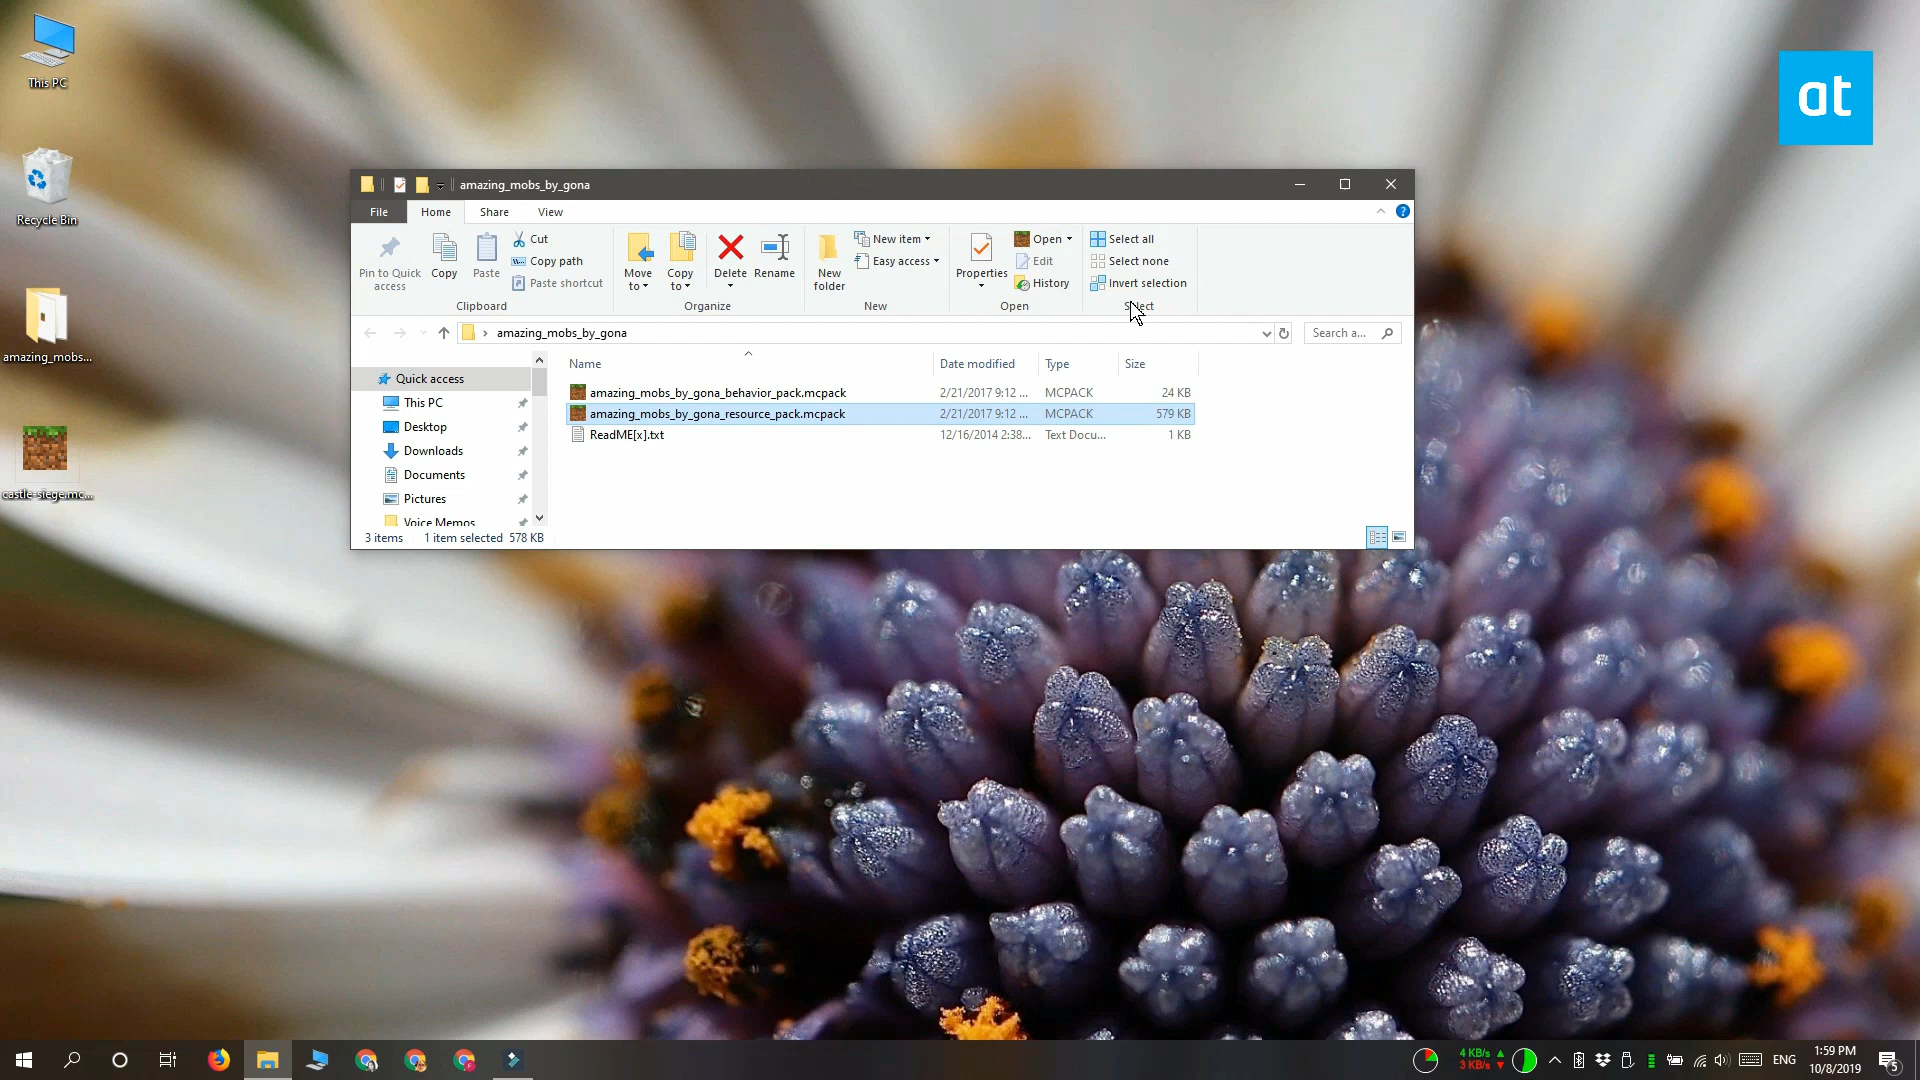 This PC
Recycle Bin
amazing_mobs...
castle-siege.mc...
at
amazing_mobs_by_gona
File Home Share View
Pin to Quick access
Copy
Paste
Cut
Copy path
Paste shortcut
Clipboard
Move to
Copy to
Delete
Rename
Organize
New folder
New item
Easy access
New
Properties
Open
Edit
History
Open
Select all
Select none
Invert selection
Select
amazing_mobs_by_gona
Search a...
Quick access
This PC
Desktop
Downloads
Documents
Pictures
Voice Memos
Name Date modified Type Size
amazing_mobs_by_gona_behavior_pack.mcpack 2/21/2017 9:12 ... MCPACK 24 KB
amazing_mobs_by_gona_resource_pack.mcpack 2/21/2017 9:12 ... MCPACK 579 KB
ReadME[x].txt 12/16/2014 2:38... Text Docu... 1 KB
3 items 1 item selected 578 KB
4 KB/s
3 KB/s
ENG
1:59 PM
10/8/2019
5